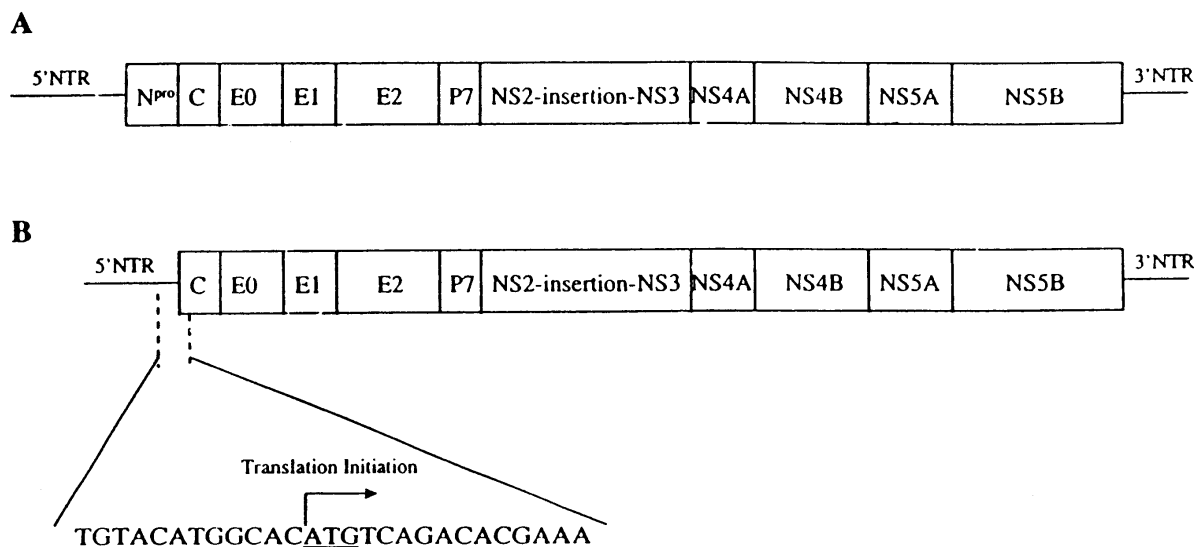 A
5'NTR N^pro C E0 E1 E2 P7 NS2-insertion-NS3 NS4A NS4B NS5A NS5B 3'NTR
B
5'NTR C E0 E1 E2 P7 NS2-insertion-NS3 NS4A NS4B NS5A NS5B 3'NTR
Translation Initiation
TGTACATGGCACATGTCAGACACGAAA